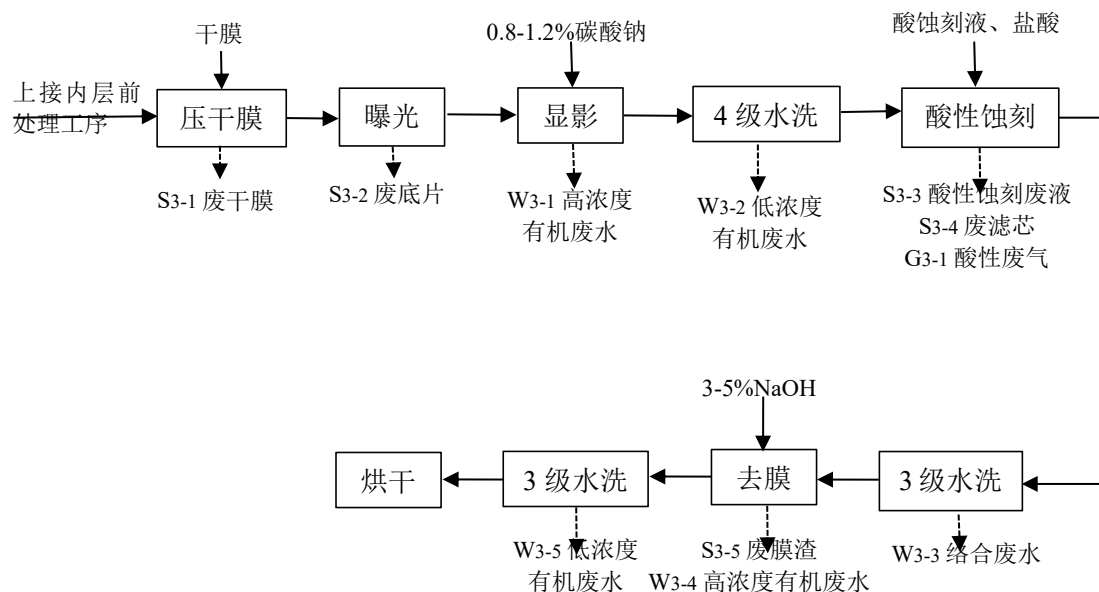 干膜
0.8-1.2%碳酸钠
酸蚀刻液、盐酸
上接内层前
处理工序
压干膜
曝光
显影
4 级水洗
酸性蚀刻
S3-1 废干膜
S3-2 废底片
W3-1 高浓度
有机废水
W3-2 低浓度
有机废水
S3-3 酸性蚀刻废液
S3-4 废滤芯
G3-1 酸性废气
3-5%NaOH
烘干
3 级水洗
去膜
3 级水洗
W3-5 低浓度
有机废水
S3-5 废膜渣
W3-4 高浓度有机废水
W3-3 络合废水